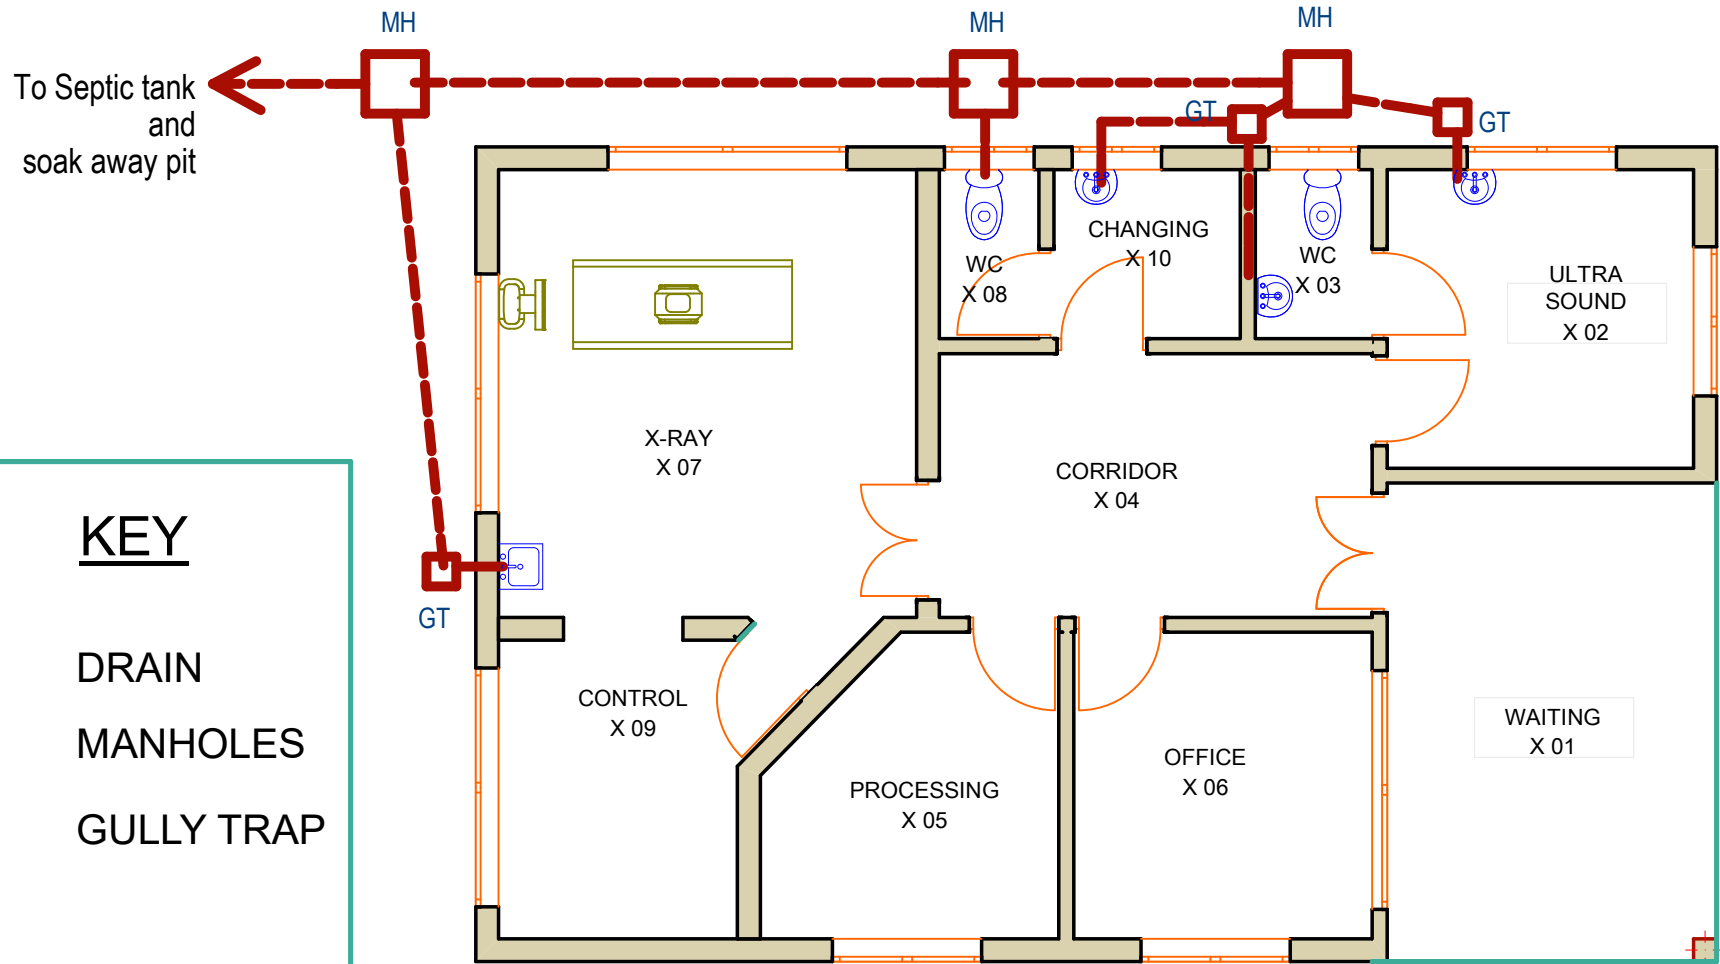 MH
MH
MH
To Septic tank
and
soak away pit
GT
GT
CHANGING
X 10
WC
X 08
WC
X 03
ULTRA
SOUND
X 02
X-RAY
X 07
CORRIDOR
X 04
KEY
GT
DRAIN
MANHOLES
GULLY TRAP
CONTROL
X 09
PROCESSING
X 05
OFFICE
X 06
WAITING
X 01